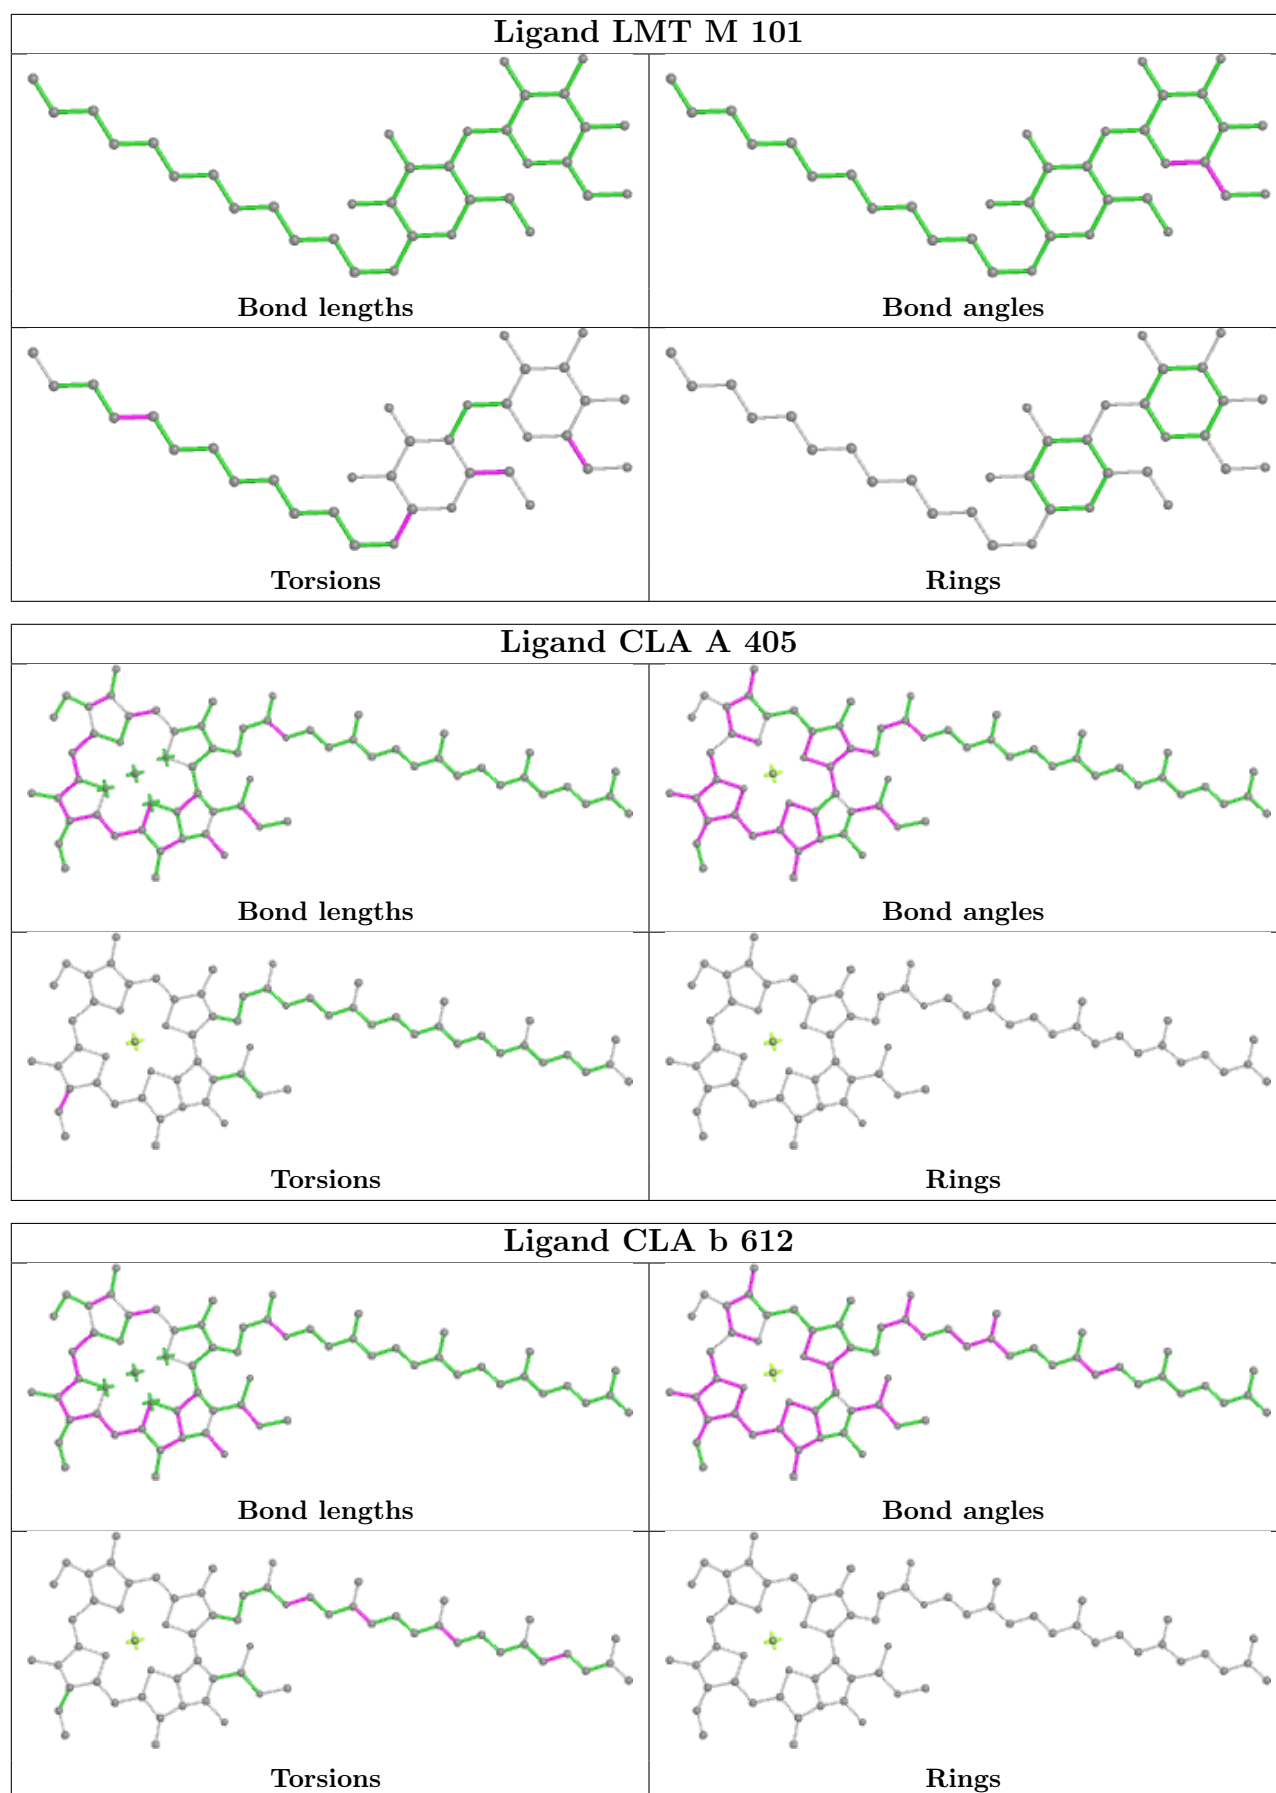 Ligand LMT M 101
Bond lengths
Bond angles
Torsions
Rings
Ligand CLA A 405
Bond lengths
Bond angles
Torsions
Rings
Ligand CLA b 612
Bond lengths
Bond angles
Torsions
Rings